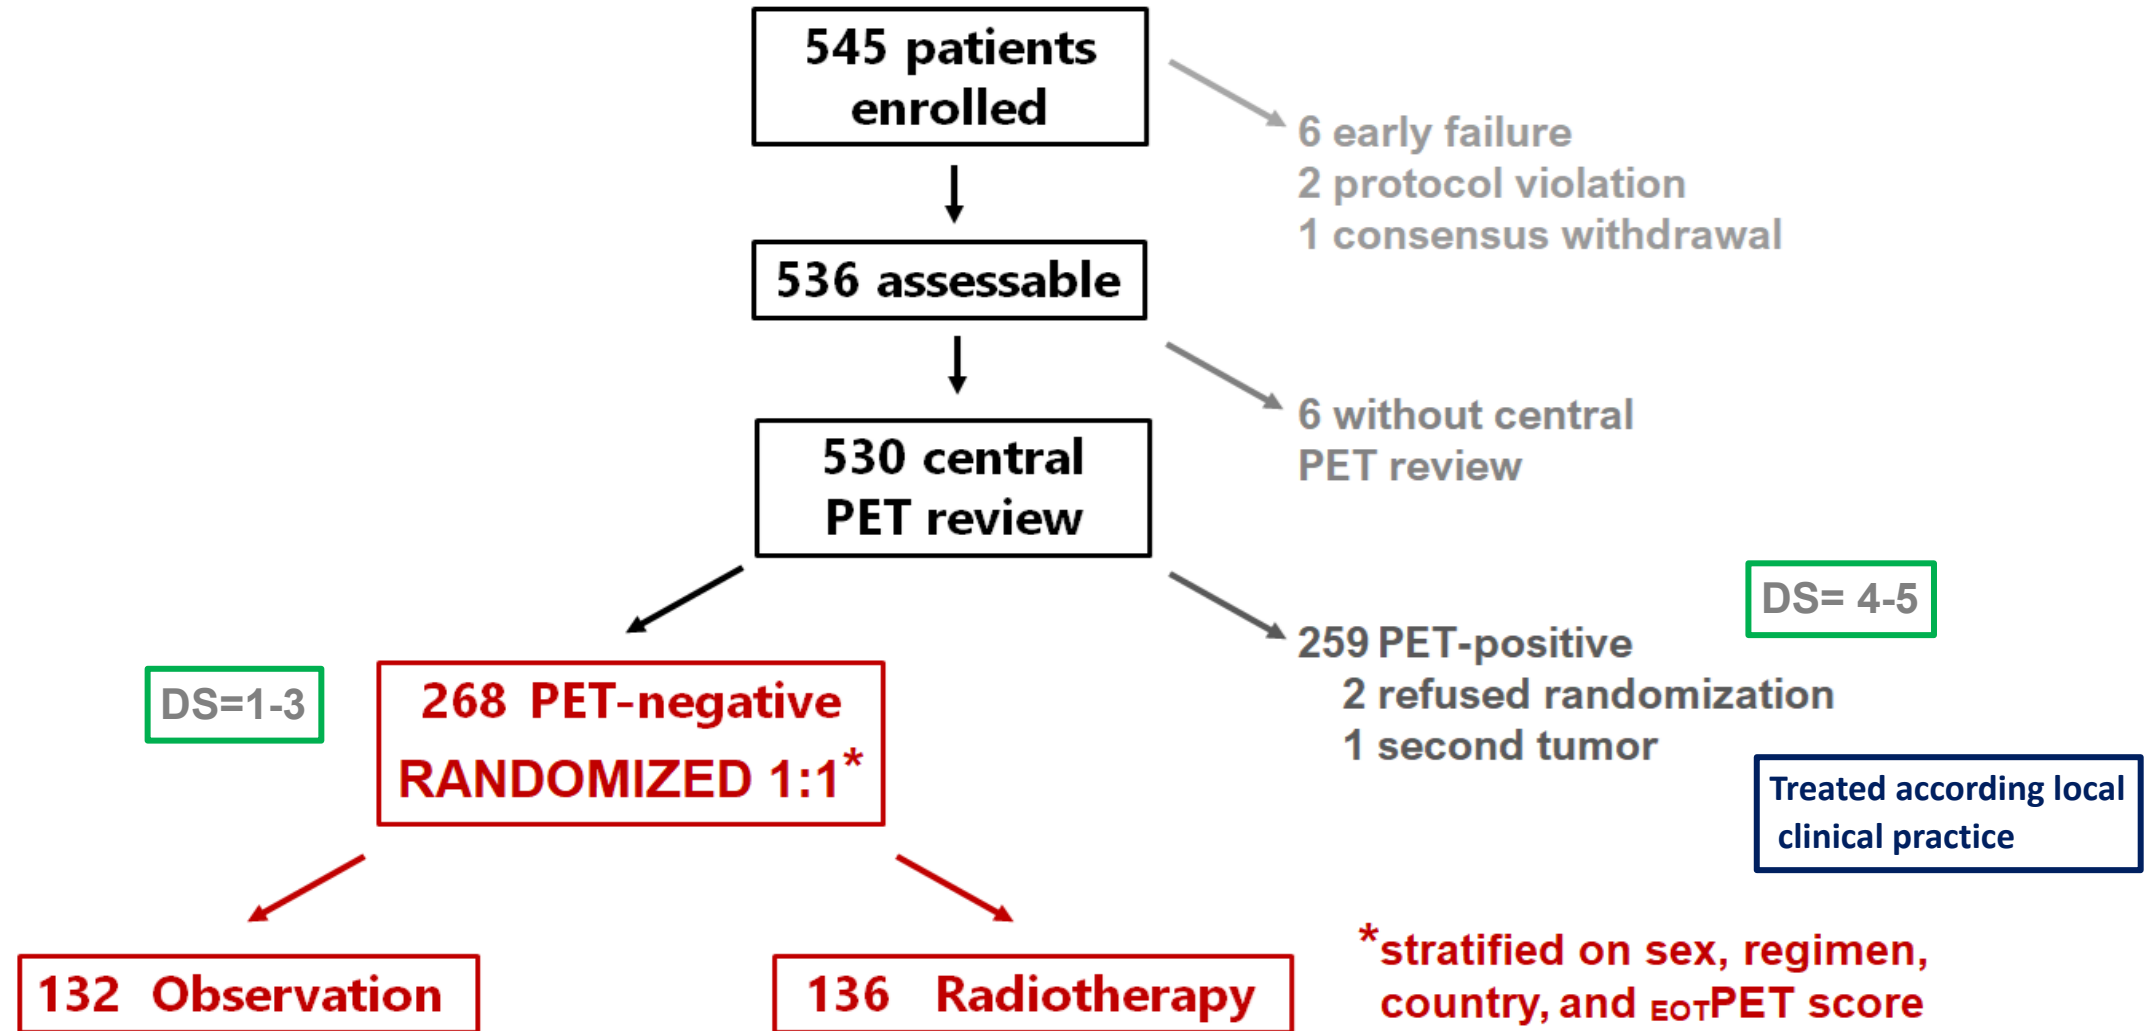 545 patients
enrolled
6 early failure
2 protocol violation
1 consensus withdrawal
536 assessable
6 without central
PET review
530 central
PET review
DS= 4-5
259 PET-positive
2 refused randomization
1 second tumor
DS=1-3
268 PET-negative
RANDOMIZED 1:1*
Treated according local
clinical practice
132 Observation
136 Radiotherapy
*stratified on sex, regimen,
country, and EOTPET score